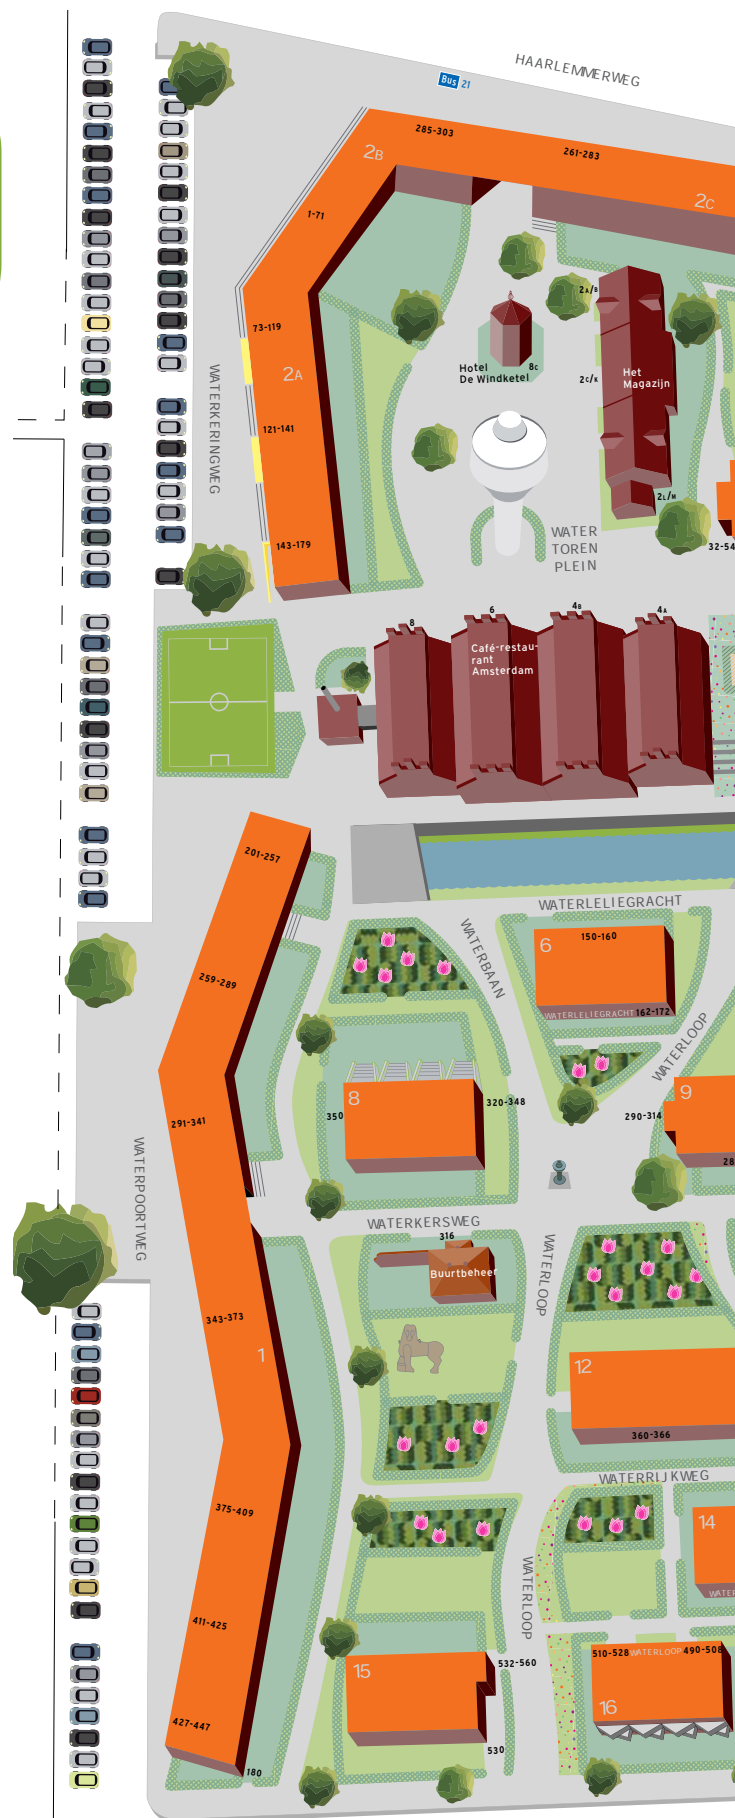 HAARLEMMERWEG
Bus 21
285-303
261-283
2B
2C
1-71
2A/B
73-119
Hotel
De Windketel
8C
2C/K
Het
Magazijn
2A
WATERKERINGWEG
121-141
2L/M
143-179
WATER
TOREN
PLEIN
32-54
8
6
4B
4A
Café-restau-
rant
Amsterdam
201-257
WATERLELIEGRACHT
WATERBAAN
6
150-160
259-289
WATERLELIEGRACHT 162-172
WATERLOOP
8
350
320-348
9
290-314
28
291-341
WATERPOORTWEG
WATERKERSWEG
316
Buurtbeheer
WATERLOOP
343-373
1
12
360-366
WATERRIJKWEG
375-409
14
WATER
WATERLOOP
411-425
15
532-560
510-528 WATERLOOP 490-508
16
427-447
530
180